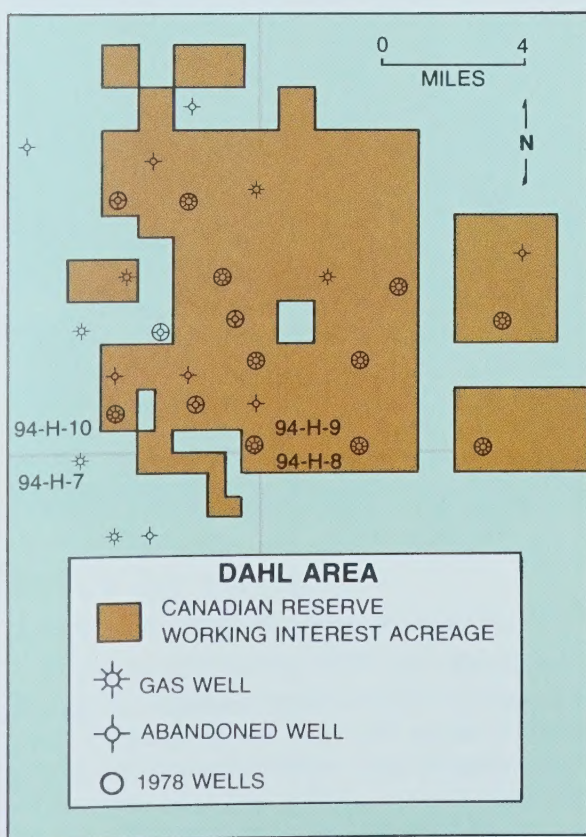 0 4
MILES
N
94-H-10
94-H-9
94-H-7
94-H-8
DAHL AREA
CANADIAN RESERVE
WORKING INTEREST ACREAGE
GAS WELL
ABANDONED WELL
1978 WELLS